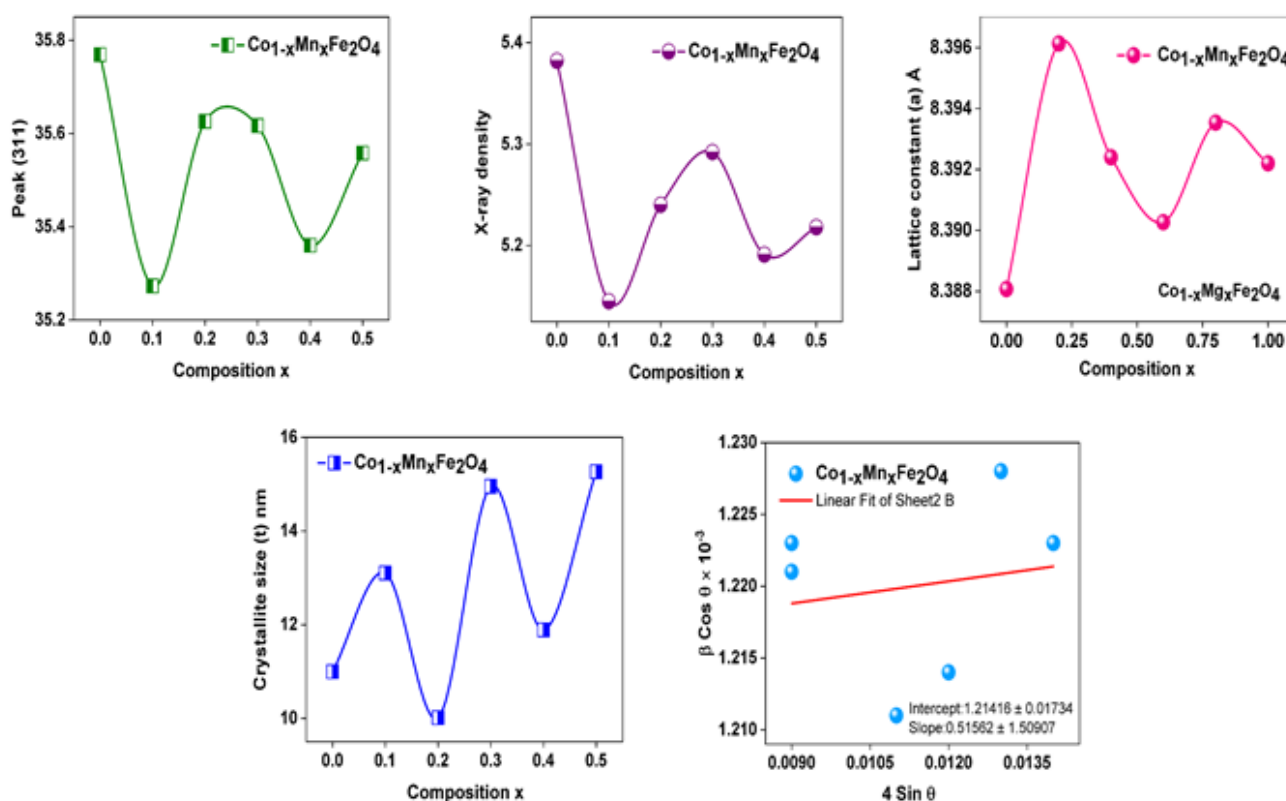 35.8
35.6
35.4
35.2
Peak (311)
Co1-xMnxFe2O4
0.0 0.1 0.2 0.3 0.4 0.5
Composition x
5.4
5.3
5.2
X-ray density
Co1-xMnxFe2O4
0.0 0.1 0.2 0.3 0.4 0.5
Composition x
8.396
8.394
8.392
8.390
8.388
Lattice constant (a) Å
Co1-xMnxFe2O4
Co1-xMgxFe2O4
0.00 0.25 0.50 0.75 1.00
Composition x
16
14
12
10
Crystallite size (t) nm
Co1-xMnxFe2O4
0.0 0.1 0.2 0.3 0.4 0.5
Composition x
1.230
1.225
1.220
1.214
1.210
β Cos θ × 10-3
Co1-xMnxFe2O4
Linear Fit of Sheet2 B
Intercept:1.21416 ± 0.01734
Slope:0.51562 ± 1.50907
0.0090 0.0105 0.0120 0.0135
4 Sin θ